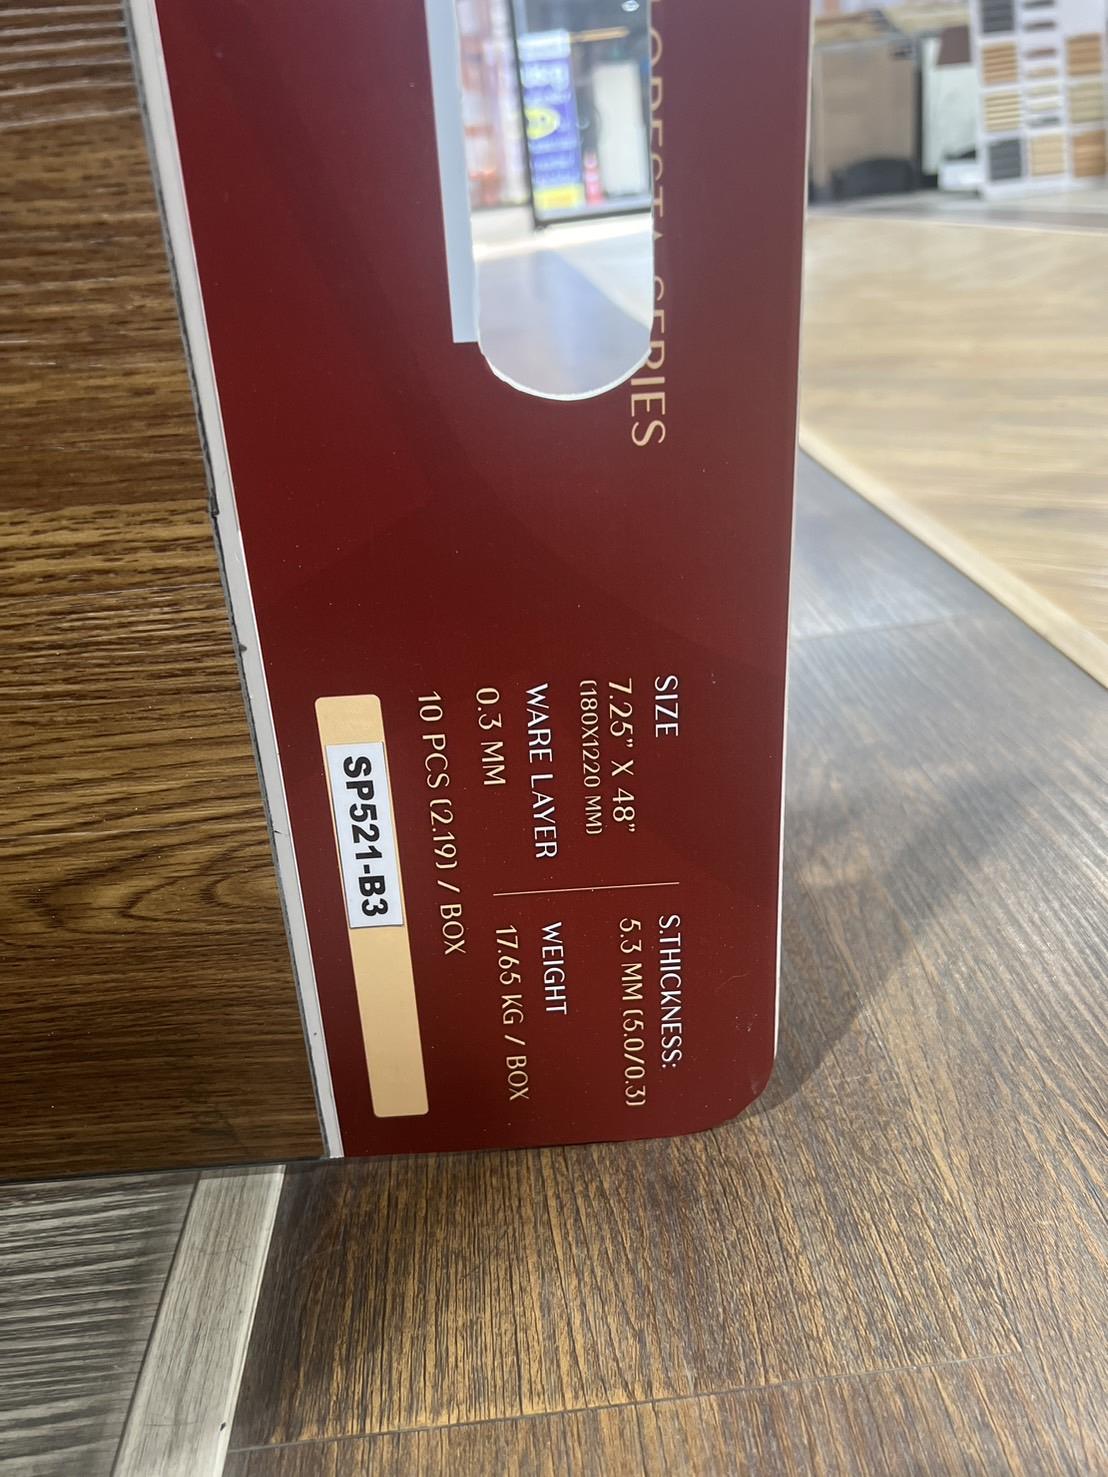 FORESTA SERIES
SIZE
7.25” X 48”
(180X1220 MM)
WARE LAYER
0.3 MM
10 PCS (2.19) / BOX
S.THICKNESS:
5.3 MM (5.0/0.3)
WEIGHT
17.65 KG / BOX
SP521-B3